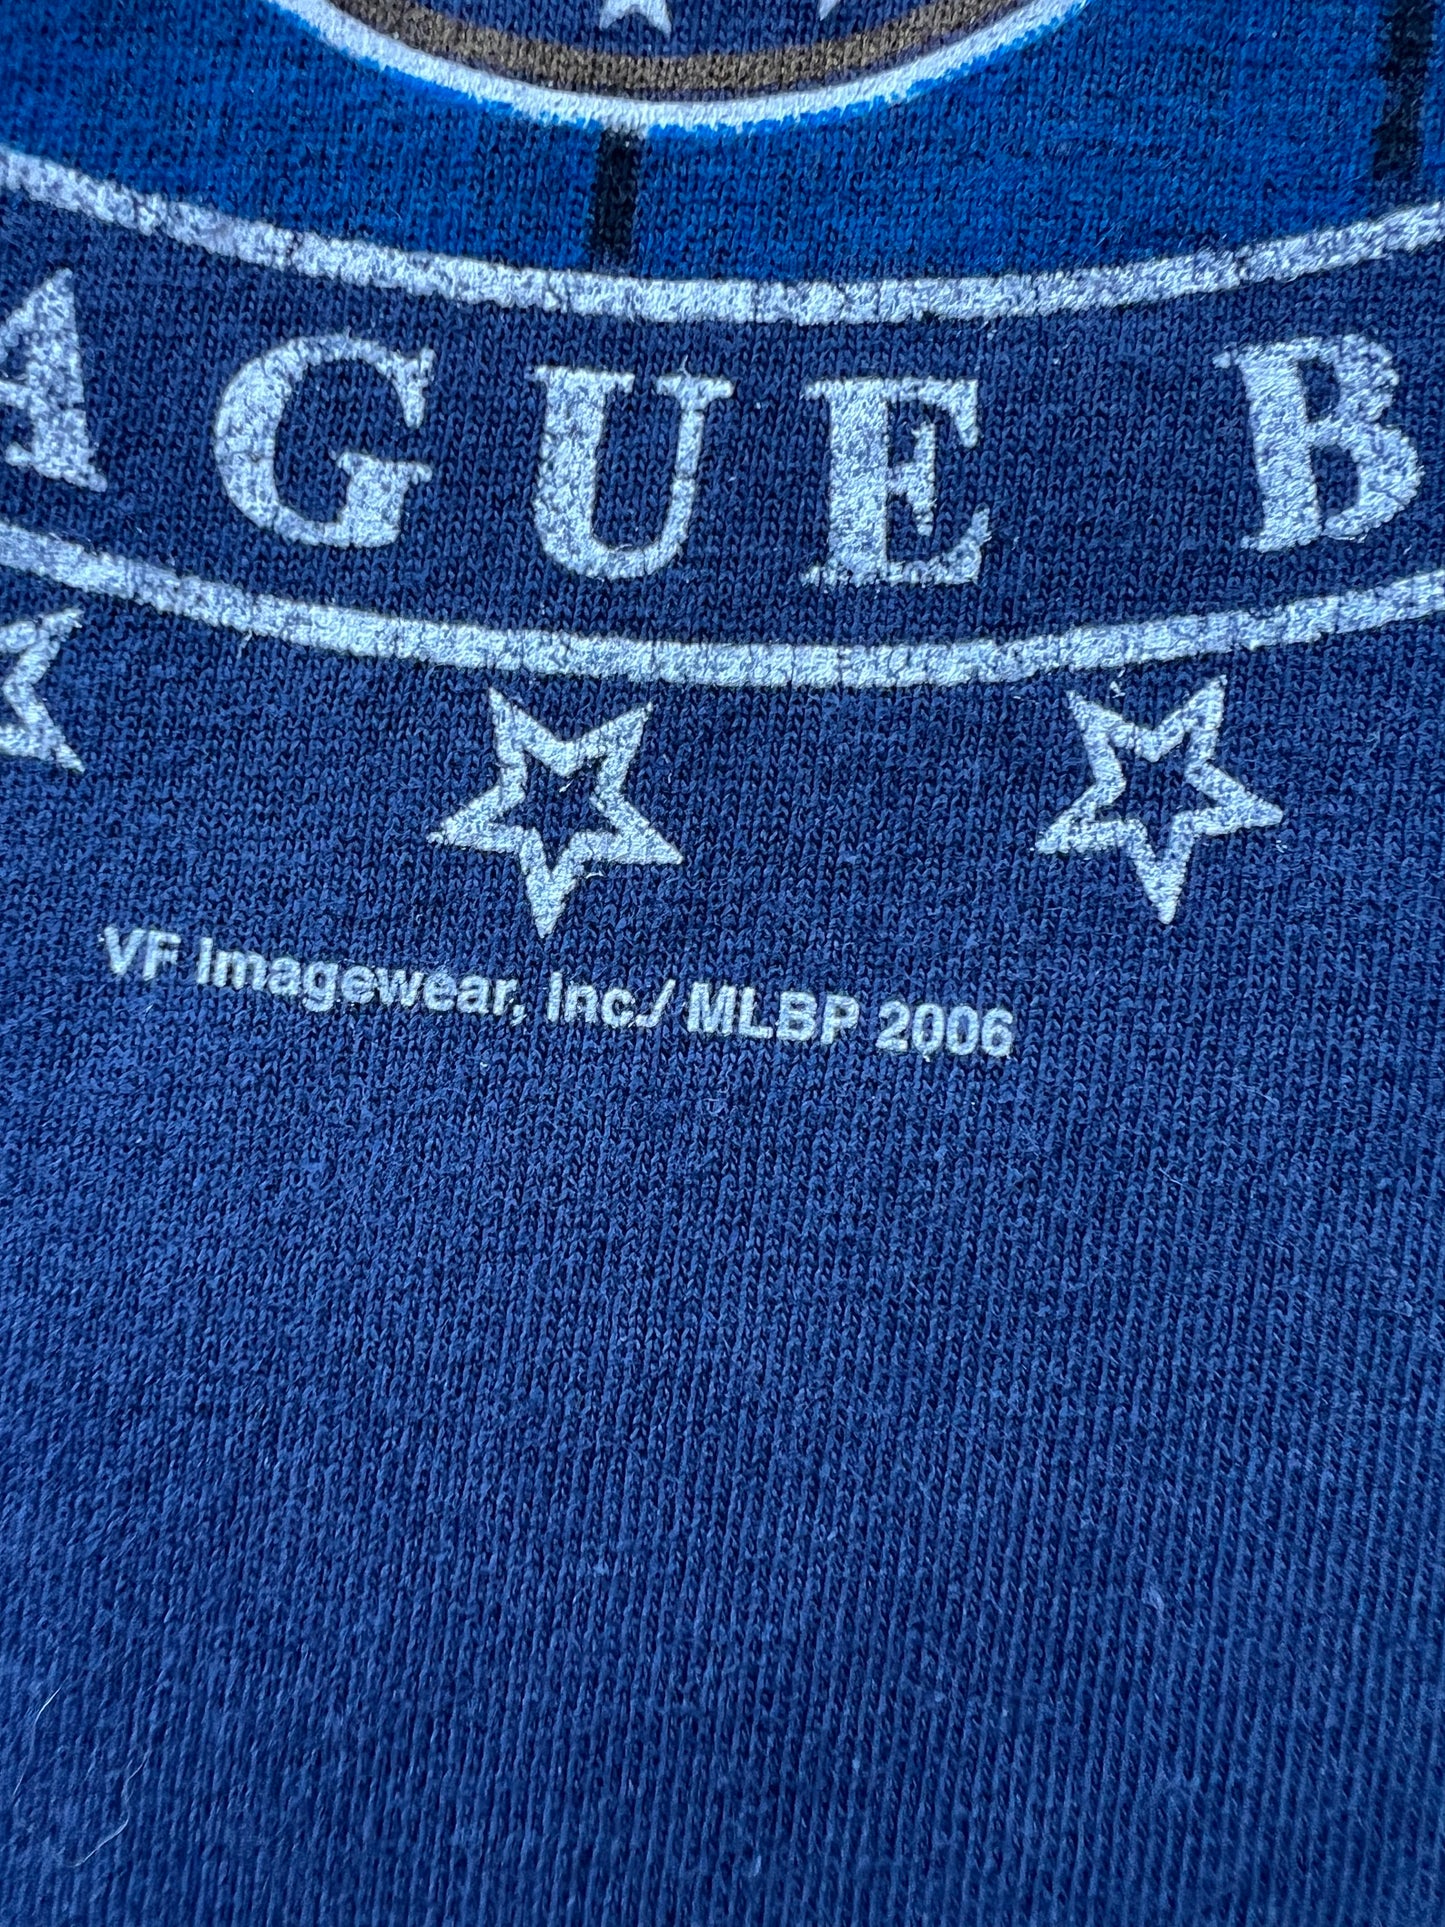 AGUE B
VF Imagewear, Inc./ MLBP 2006